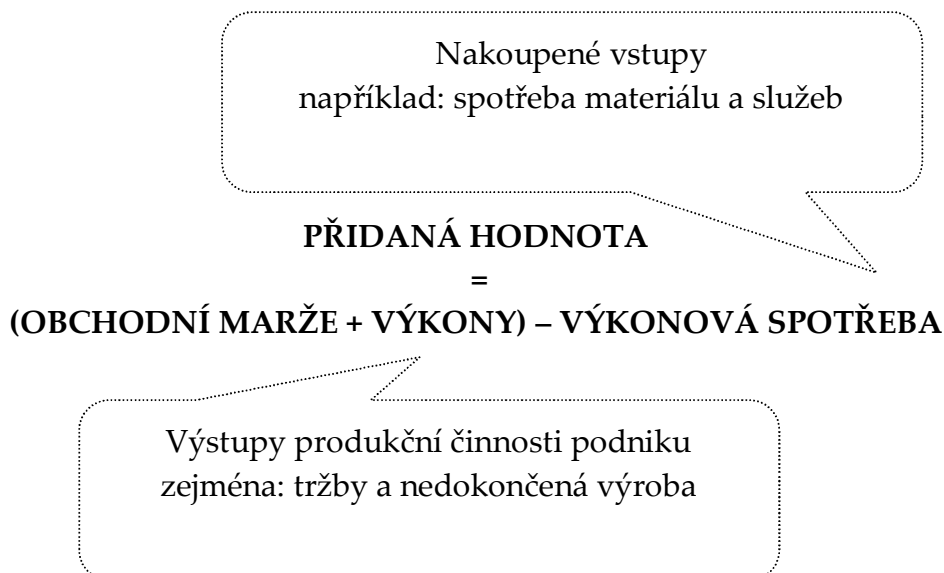 Nakoupené vstupy
například: spotřeba materiálu a služeb
PŘIDANÁ HODNOTA
=
(OBCHODNÍ MARŽE + VÝKONY) – VÝKONOVÁ SPOTŘEBA
Výstupy produkční činnosti podniku
zejména: tržby a nedokončená výroba